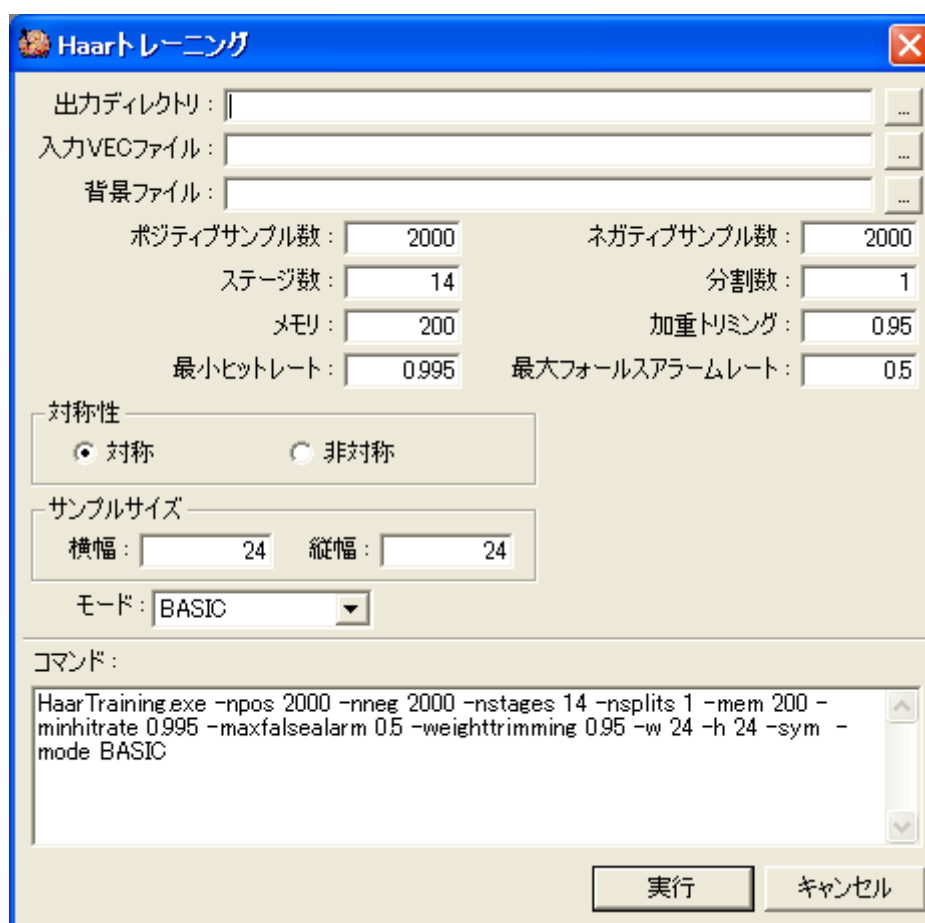 Haarトレーニング
出力ディレクトリ： ...
入力VECファイル： ...
背景ファイル： ...
ポジティブサンプル数： 2000 ネガティブサンプル数： 2000
ステージ数： 14 分割数： 1
メモリ： 200 加重トリミング： 0.95
最小ヒットレート： 0.995 最大フォールスアラームレート： 0.5
対称性
対称 非対称
サンプルサイズ
横幅： 24 縦幅： 24
モード： BASIC
コマンド：
HaarTraining.exe -npos 2000 -nneg 2000 -nstages 14 -nsplits 1 -mem 200 -
minhitrate 0.995 -maxfalsealarm 0.5 -weighttrimming 0.95 -w 24 -h 24 -sym -
mode BASIC
実行 キャンセル